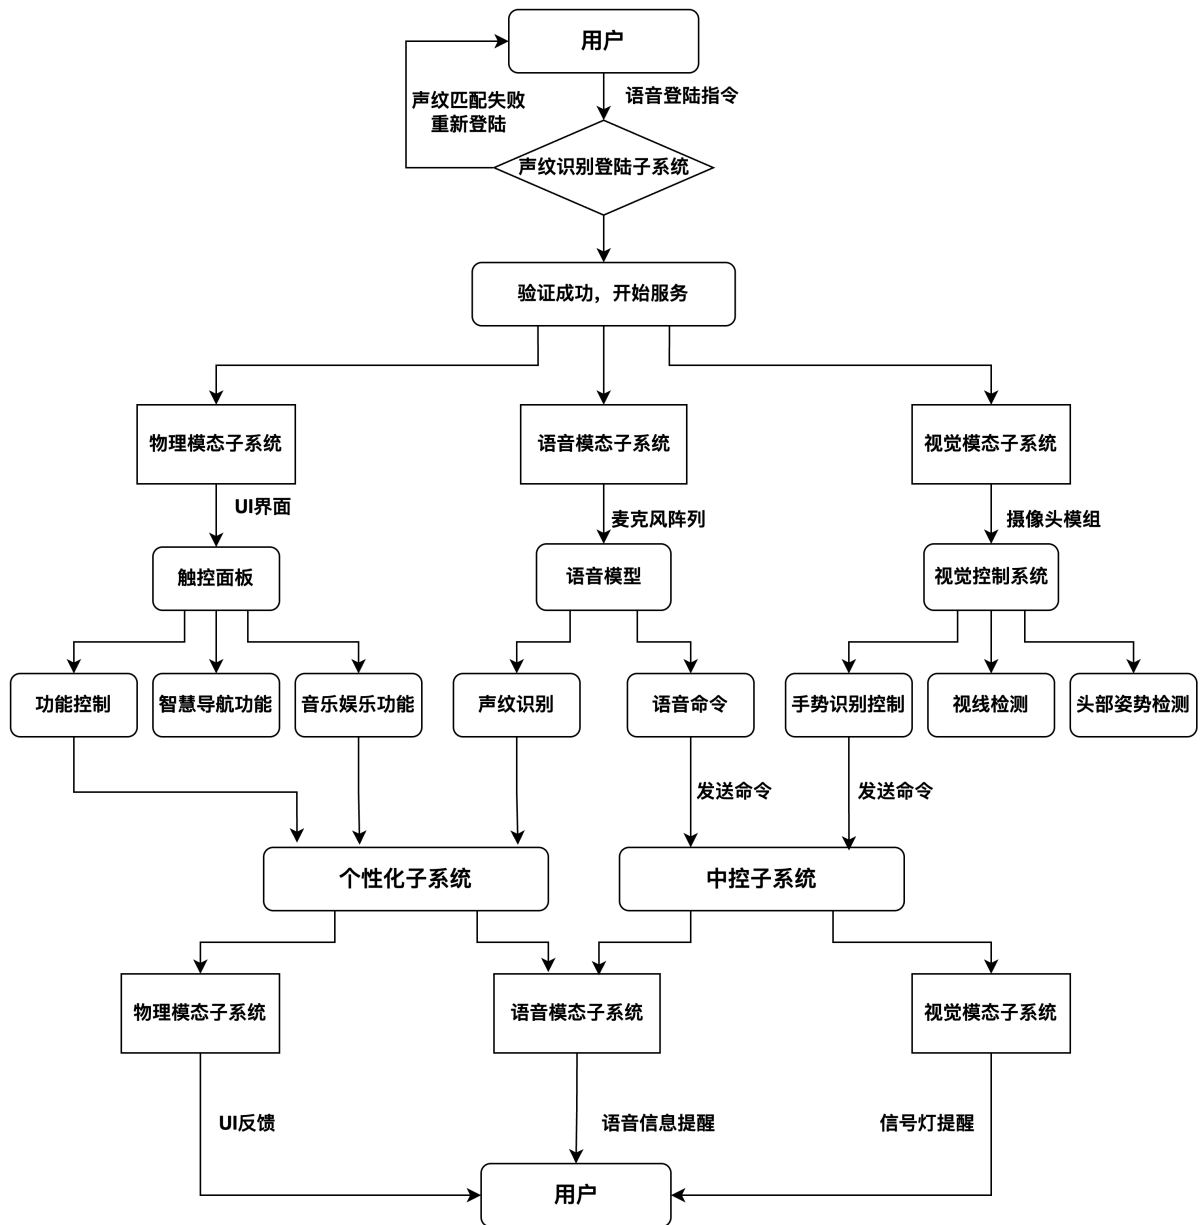 用户
语音登陆指令
声纹匹配失败
重新登陆
声纹识别登陆子系统
验证成功，开始服务
物理模态子系统
语音模态子系统
视觉模态子系统
UI界面
麦克风阵列
摄像头模组
触控面板
语音模型
视觉控制系统
功能控制
智慧导航功能
音乐娱乐功能
声纹识别
语音命令
手势识别控制
视线检测
头部姿势检测
发送命令
发送命令
个性化子系统
中控子系统
物理模态子系统
语音模态子系统
视觉模态子系统
UI反馈
语音信息提醒
信号灯提醒
用户